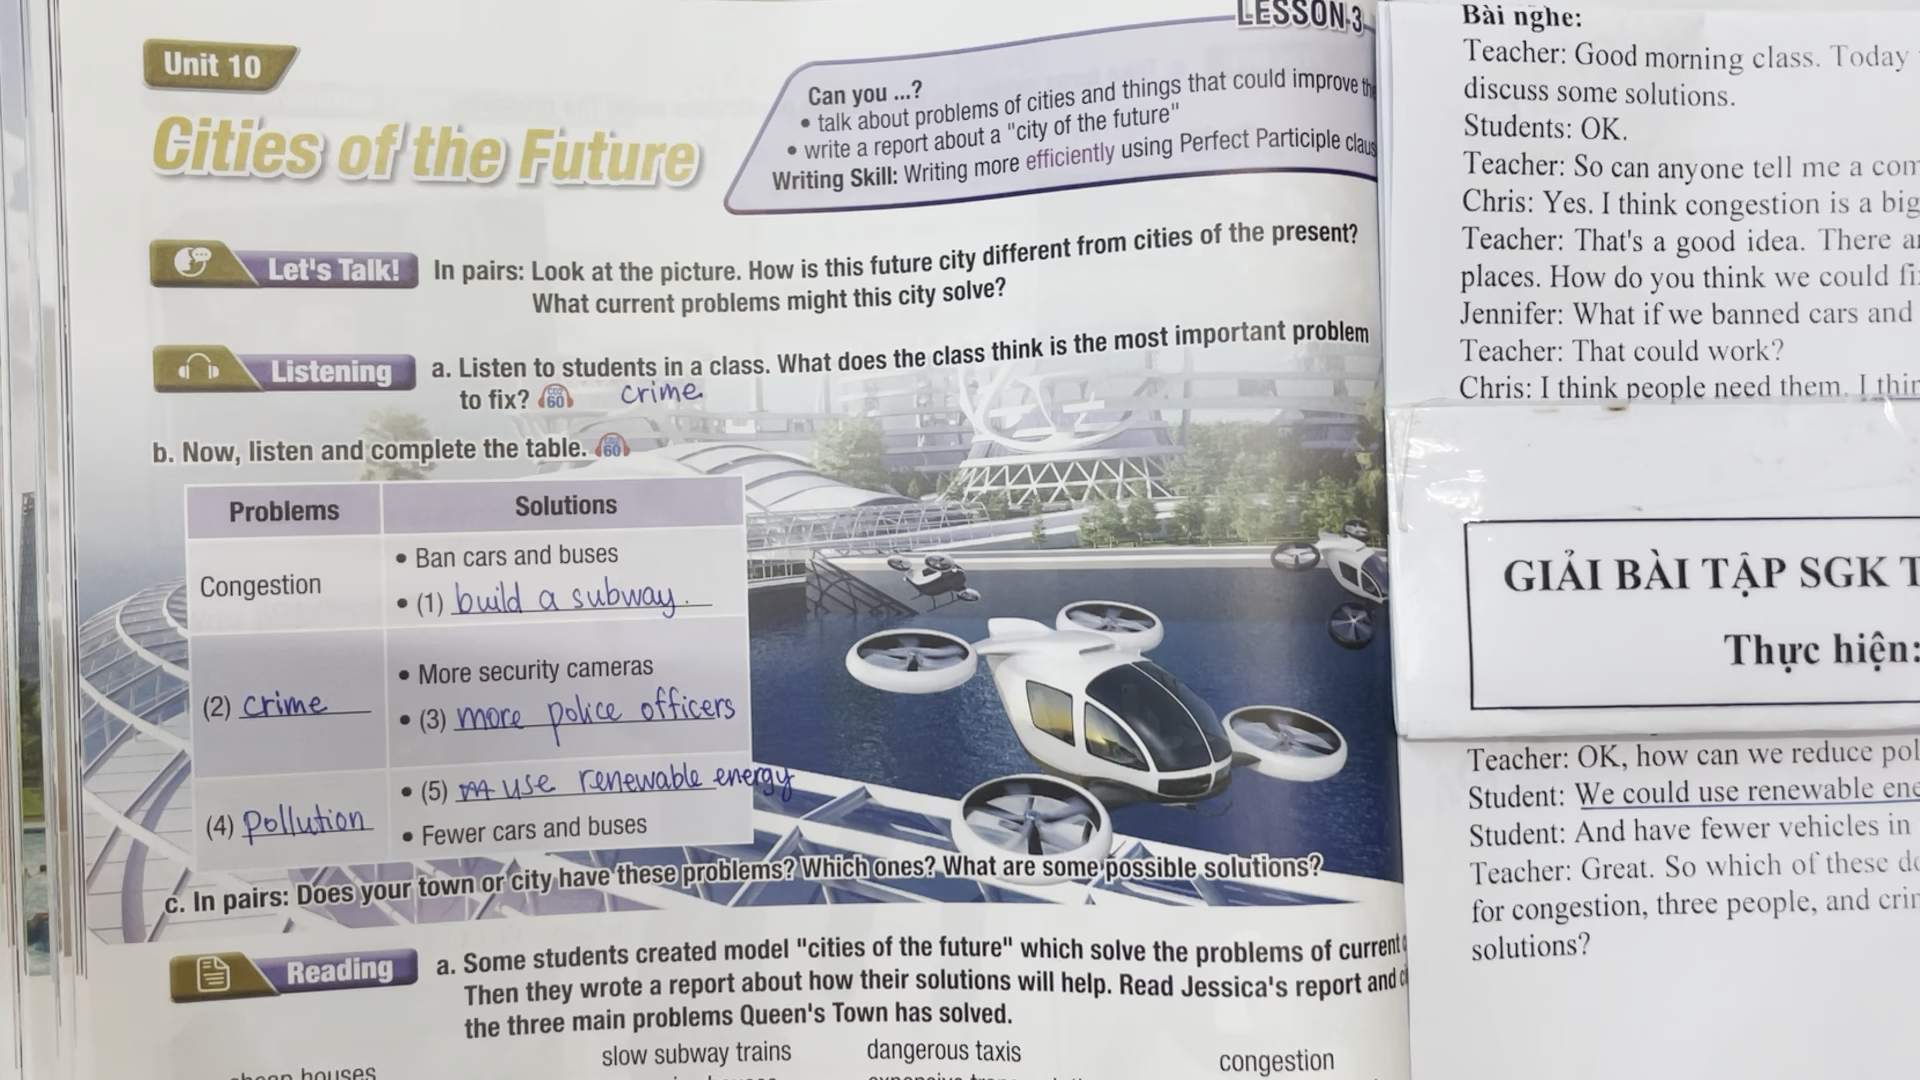 LESSON 3
Unit 10
Cities of the Future
Can you ...?
• talk about problems of cities and things that could improve
• write a report about a "city of the future"
Writing Skill: Writing more efficiently using Perfect Participle
Let's Talk!
In pairs: Look at the picture. How is this future city different from cities of the present?
What current problems might this city solve?
Listening
a. Listen to students in a class. What does the class think is the most important problem
to fix? CD2 60 crime
b. Now, listen and complete the table. CD2 60
Problems
Solutions
Congestion
• Ban cars and buses
• (1) build a subway.
(2) crime
• More security cameras
• (3) more police officers
(4) pollution
• (5) use renewable energy
• Fewer cars and buses
c. In pairs: Does your town or city have these problems? Which ones? What are some possible solutions?
Reading
a. Some students created model "cities of the future" which solve the problems of current
Then they wrote a report about how their solutions will help. Read Jessica's report and
the three main problems Queen's Town has solved.
slow subway trains
dangerous taxis
congestion
houses
Bài nghe:
Teacher: Good morning class. Today
discuss some solutions.
Students: OK.
Teacher: So can anyone tell me a
Chris: Yes. I think congestion is a big
Teacher: That's a good idea. There
places. How do you think we could
Jennifer: What if we banned cars and
Teacher: That could work?
Chris: I think people need them. I
GIẢI BÀI TẬP SGK T
Thực hiện:
Teacher: OK, how can we reduce
Student: We could use renewable
Student: And have fewer vehicles in
Teacher: Great. So which of these
for congestion, three people, and
solutions?